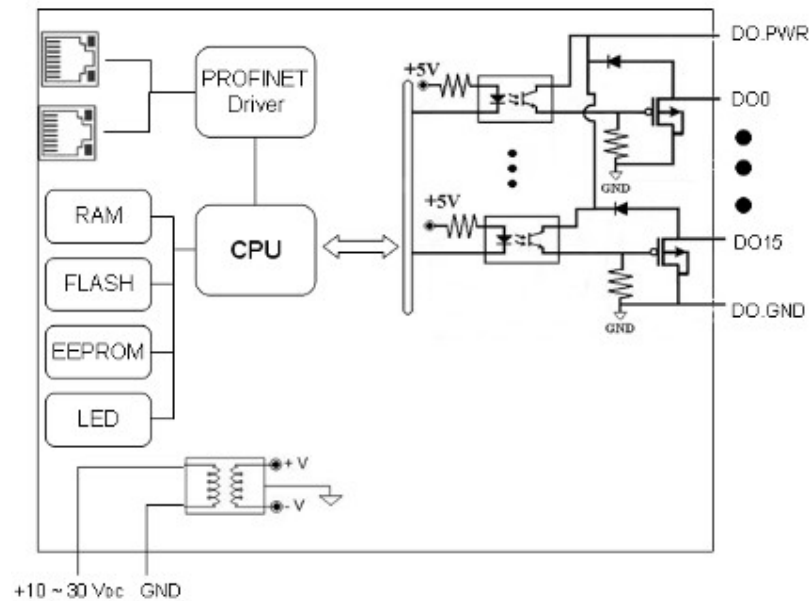 DO.PWR
PROFINET
Driver
+5V
DO0
GND
RAM
+5V
CPU
DO15
FLASH
DO.GND
GND
EEPROM
LED
+ V
- V
+10 ~ 30 VDC GND